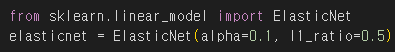 from sklearn.linear_model import ElasticNet
elasticnet = ElasticNet(alpha=0.1, l1_ratio=0.5)